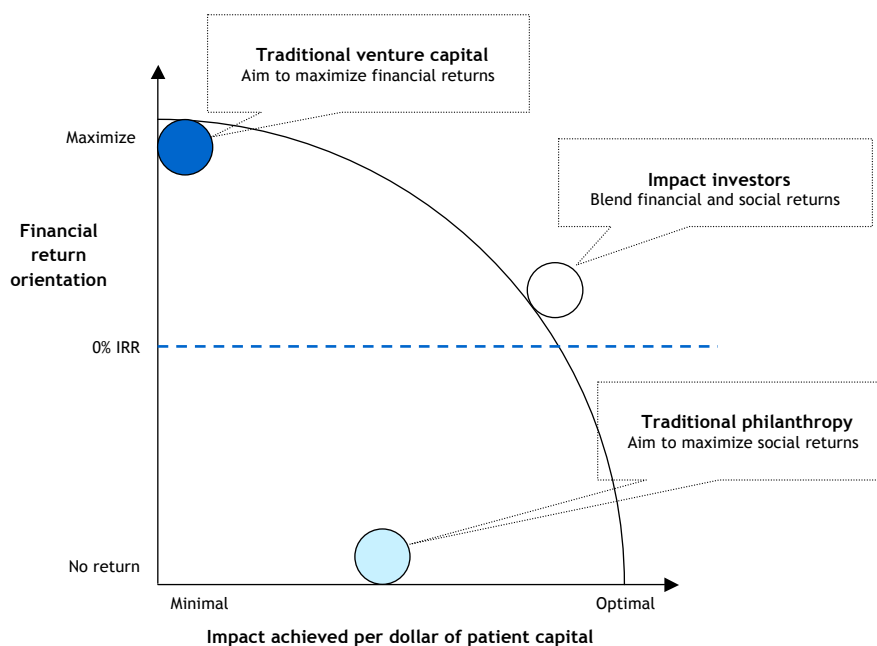 Traditional venture capital
Aim to maximize financial returns
Maximize
Impact investors
Blend financial and social returns
Financial
return
orientation
0% IRR
Traditional philanthropy
Aim to maximize social returns
No return
Minimal
Optimal
Impact achieved per dollar of patient capital